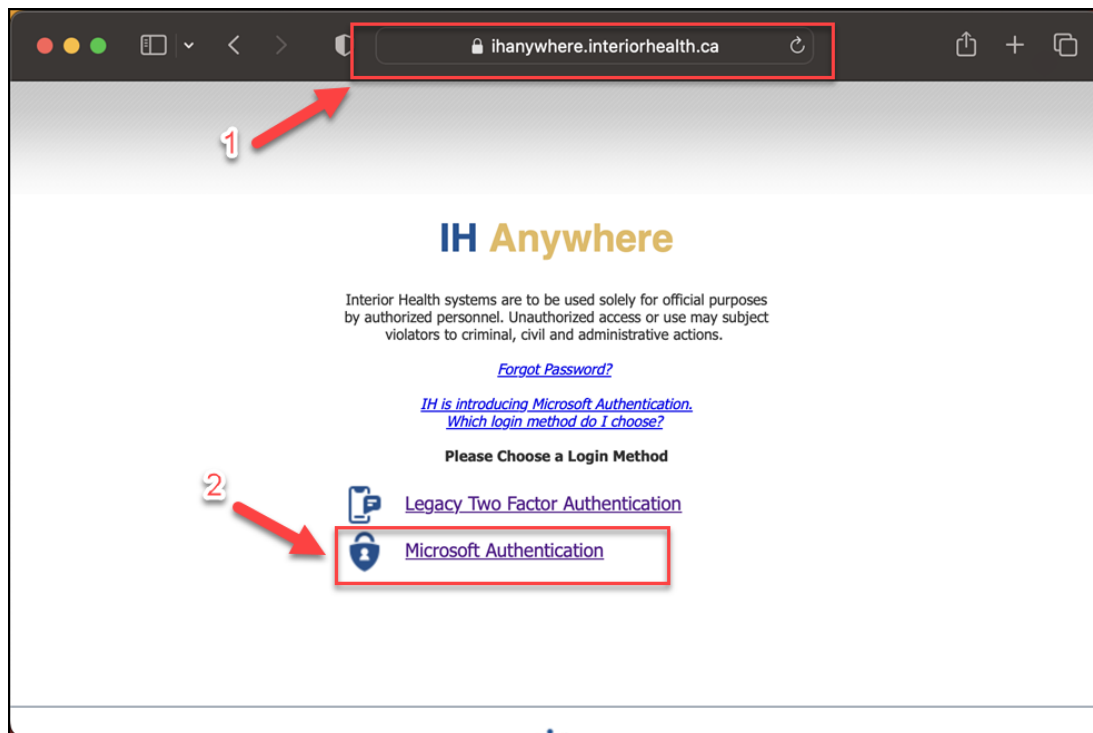 ihanywhere.interiorhealth.ca
1
IH Anywhere
Interior Health systems are to be used solely for official purposes
by authorized personnel. Unauthorized access or use may subject
violators to criminal, civil and administrative actions.
Forgot Password?
IH is introducing Microsoft Authentication.
Which login method do I choose?
Please Choose a Login Method
2
Legacy Two Factor Authentication
Microsoft Authentication